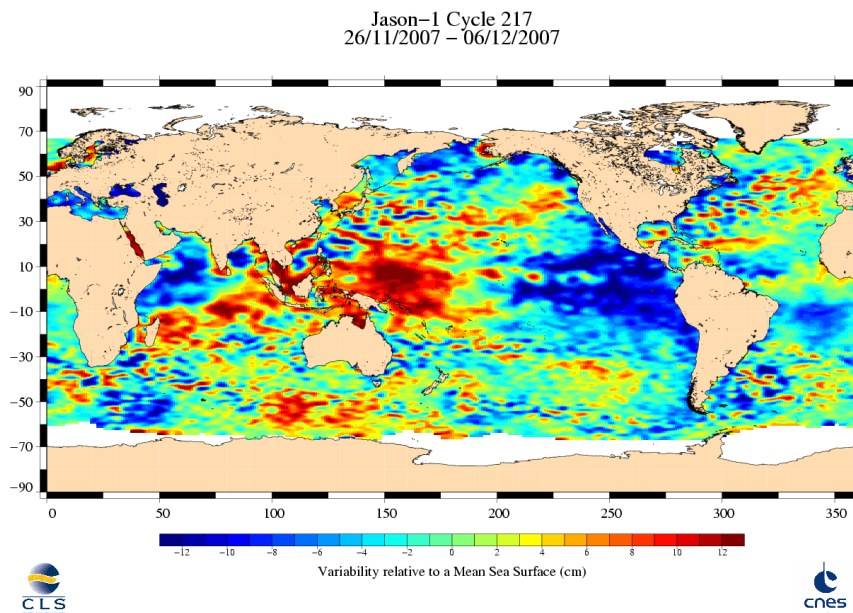 Jason−1 Cycle 217
26/11/2007 − 06/12/2007
90
70
50
30
10
−10
−30
−50
−70
−90
0 50 100 150 200 250 300 350
−12 −10 −8 −6 −4 −2 0 2 4 6 8 10 12
Variability relative to a Mean Sea Surface (cm)
CLS
cnes